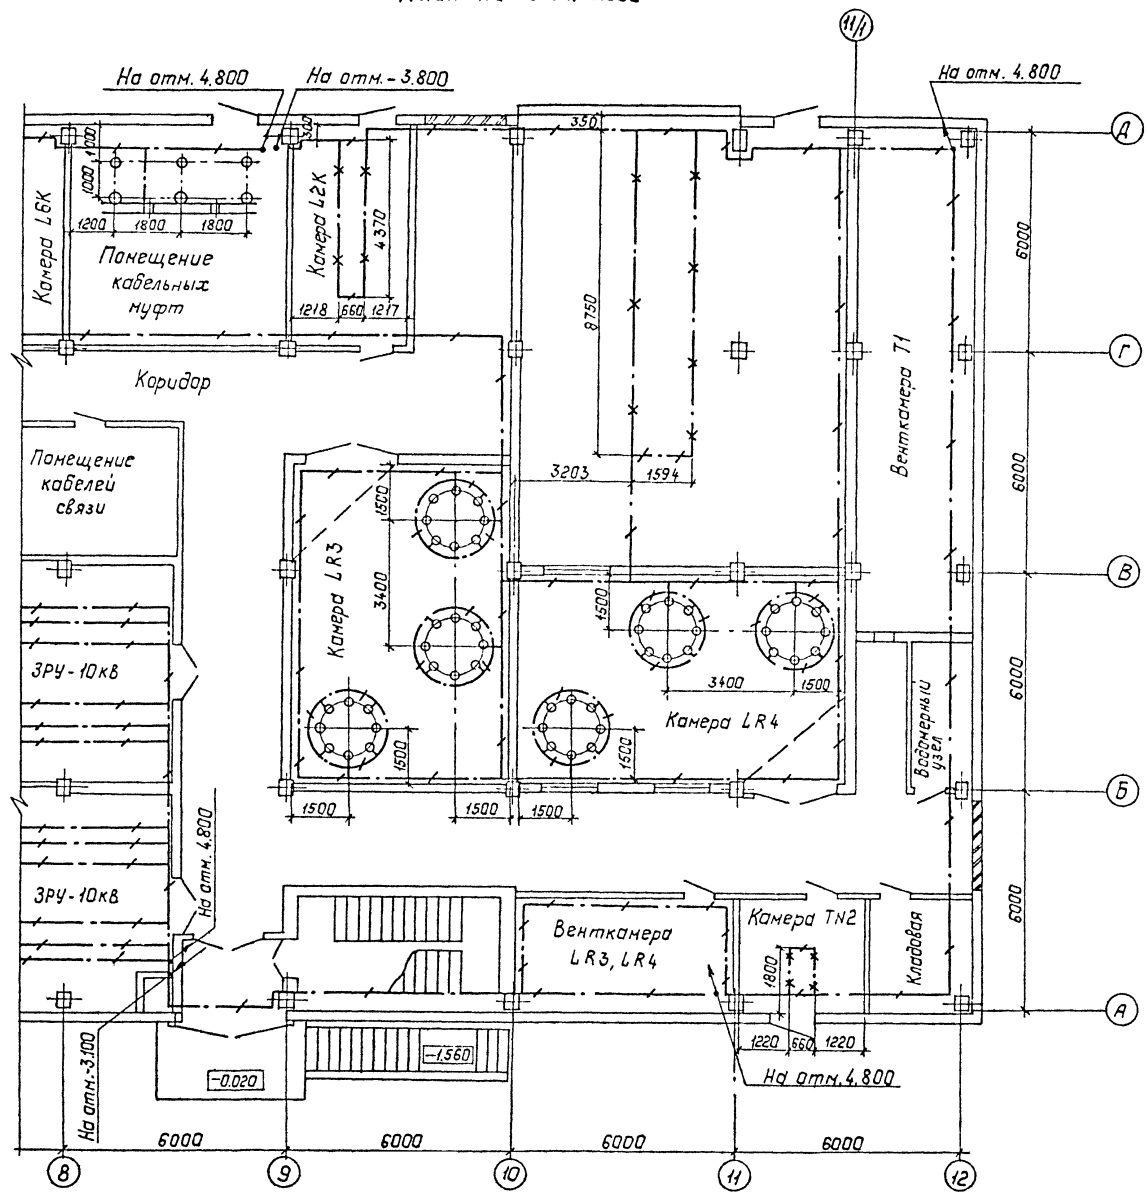 11/1
На отм. 4.800
На отм. -3.800
На отм. 4.800
350
Д
300
1000
1000
1200
1800
1800
Камера L6К
Помещение
кабельных
муфт
Камера L2К
4370
1218
660
1217
8750
6000
Г
Коридор
Венткамера Т1
Помещение
кабелей
связи
3203
1594
6000
1500
Камера LR3
3400
1500
В
ЗРУ-10кВ
3400
1500
Камера LR4
6000
Водомерный
узел
1500
1500
1500
1500
1500
Б
На отм. 4.800
ЗРУ-10кВ
Венткамера
LR3, LR4
Камера TN2
1800
Кладовая
6000
А
1220
660
1220
-1.560
-0.020
На отм. 4.800
На отм.-3.100
6000
6000
6000
6000
8
9
10
11
12